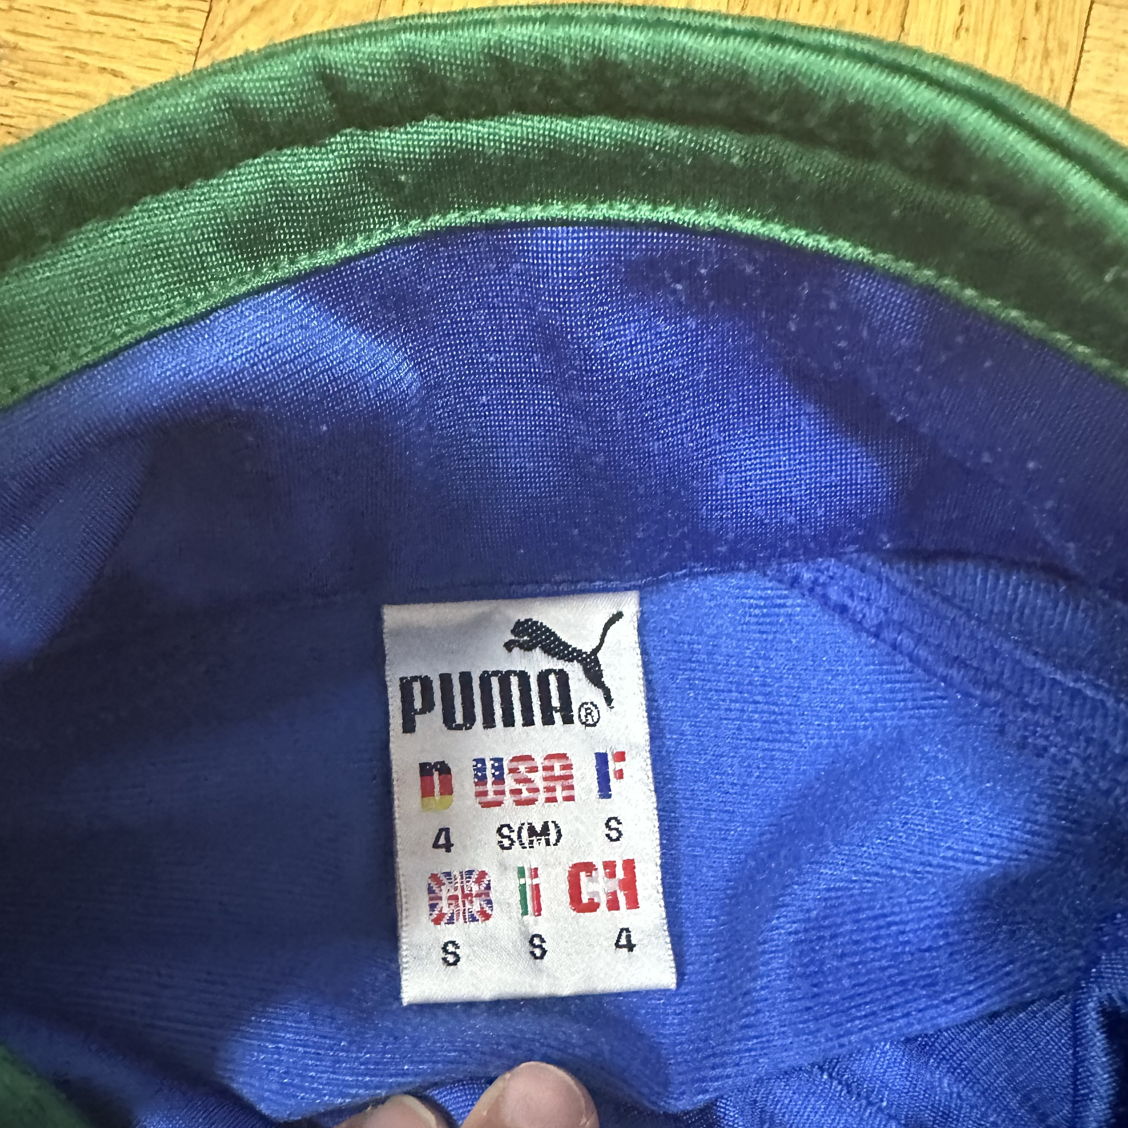 PUMA®
D USA F
4 S(M) S
GB I CH
S S 4